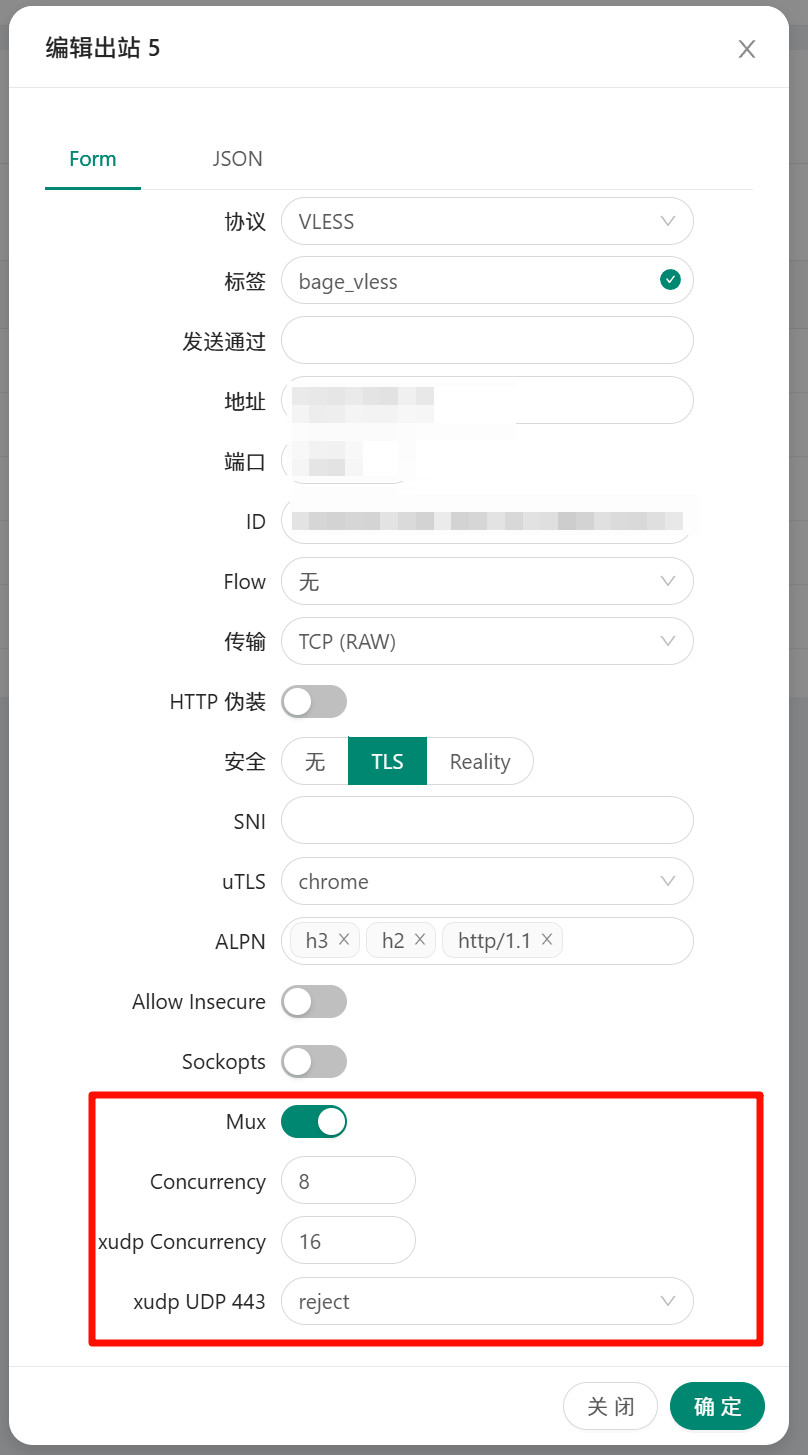 编辑出站 5
Form JSON
协议 VLESS
标签 bage_vless
发送通过
地址
端口
ID
Flow 无
传输 TCP (RAW)
HTTP 伪装
安全 无 TLS Reality
SNI
uTLS chrome
ALPN h3 h2 http/1.1
Allow Insecure
Sockopts
Mux
Concurrency 8
xudp Concurrency 16
xudp UDP 443 reject
关 闭 确 定